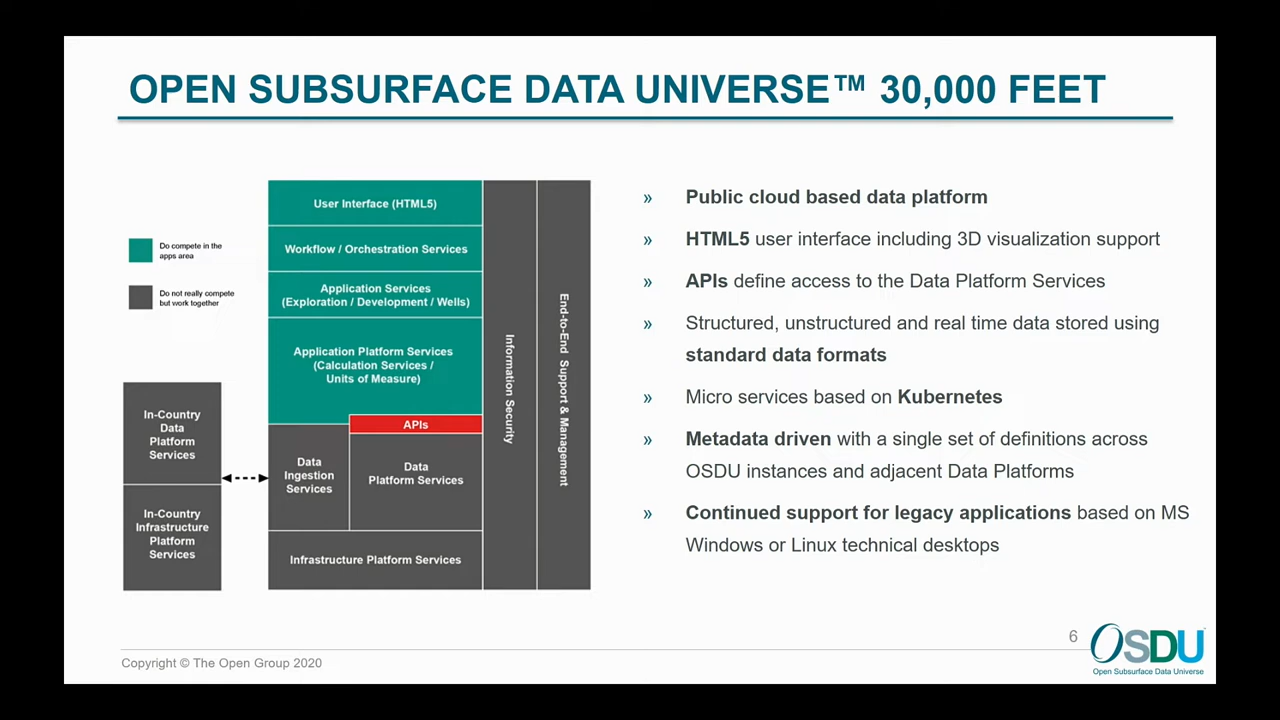 OPEN SUBSURFACE DATA UNIVERSE™ 30,000 FEET
Do compete in the
apps area
Do not really compete
but work together
In-Country
Data
Platform
Services
In-Country
Infrastructure
Platform
Services
User Interface (HTML5)
Workflow / Orchestration Services
Application Services
(Exploration / Development / Wells)
Application Platform Services
(Calculation Services /
Units of Measure)
APIs
Data
Ingestion
Services
Data
Platform Services
Infrastructure Platform Services
Information Security
End-to-End Support & Management
» Public cloud based data platform
» HTML5 user interface including 3D visualization support
» APIs define access to the Data Platform Services
» Structured, unstructured and real time data stored using
standard data formats
» Micro services based on Kubernetes
» Metadata driven with a single set of definitions across
OSDU instances and adjacent Data Platforms
» Continued support for legacy applications based on MS
Windows or Linux technical desktops
6
OSDU
Open Subsurface Data Universe
Copyright © The Open Group 2020